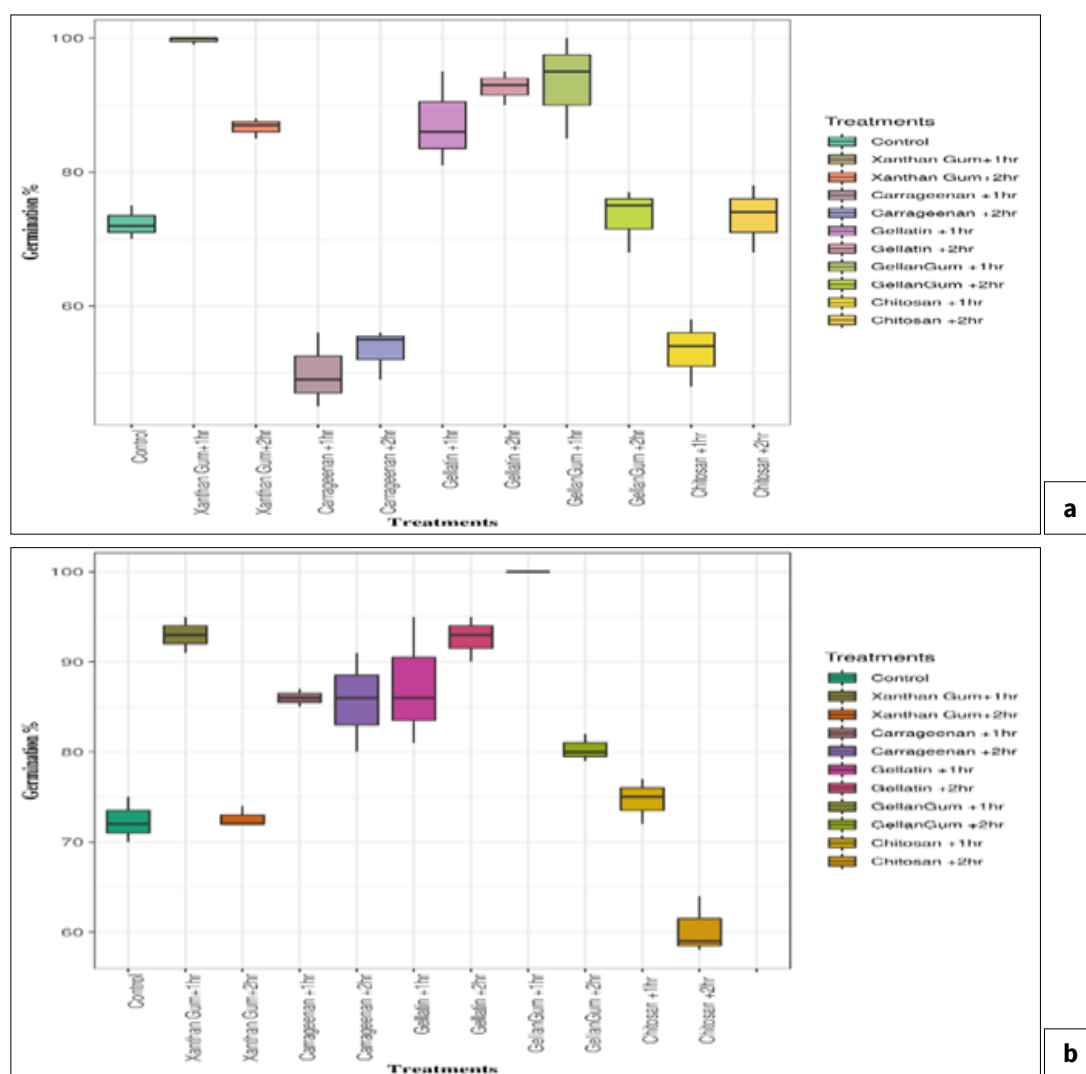 100
80
60
Germination %
Control
Xanthan Gum+1hr
Xanthan Gum+2hr
Carrageenan +1hr
Carrageenan +2hr
Gellatin +1hr
Gellatin +2hr
GellanGum +1hr
GellanGum +2hr
Chitosan +1hr
Chitosan +2hr
Treatments
Treatments
Control
Xanthan Gum+1hr
Xanthan Gum+2hr
Carrageenan +1hr
Carrageenan +2hr
Gellatin +1hr
Gellatin +2hr
GellanGum +1hr
GellanGum +2hr
Chitosan +1hr
Chitosan +2hr
a
100
90
80
70
60
Germination %
Control
Xanthan Gum+1hr
Xanthan Gum+2hr
Carrageenan +1hr
Carrageenan +2hr
Gellatin +1hr
Gellatin +2hr
GellanGum +1hr
GellanGum +2hr
Chitosan +1hr
Chitosan +2hr
Treatments
Treatments
Control
Xanthan Gum+1hr
Xanthan Gum+2hr
Carrageenan +1hr
Carrageenan +2hr
Gellatin +1hr
Gellatin +2hr
GellanGum +1hr
GellanGum +2hr
Chitosan +1hr
Chitosan +2hr
b